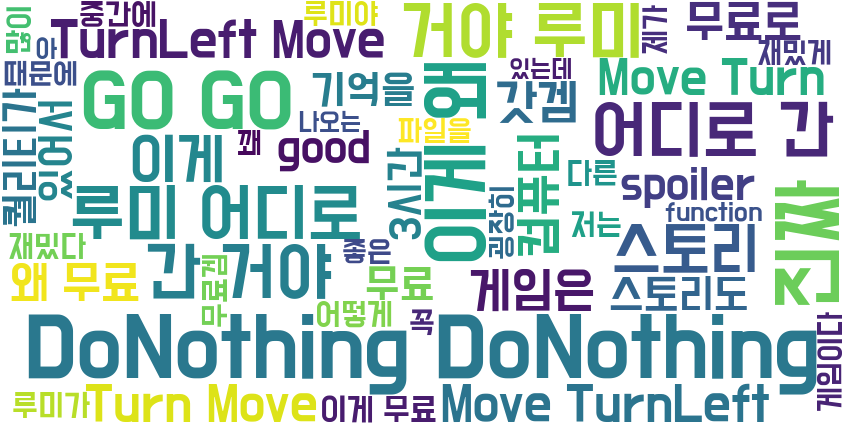 많이
중간에
루미야
거야 루미
제가
무료로
아
TurnLeft Move
재밌게
때문에
GO GO
기억을
왜
있는데
Move Turn
갓겜
어디로 간
퀄리티가
있어서
이게
꽤
good
나오는
파일을
3시간
이게
굉장히
컴퓨터
다른
spoiler
진짜
루미 어디로
저는
function
재밌다
간 거야
좋은
스토리
왜 무료
무료겜
무료
어떻게
꼭
게임은
스토리도
DoNothing DoNothing
게임이다
루미가
Turn Move
이게 무료
Move TurnLeft